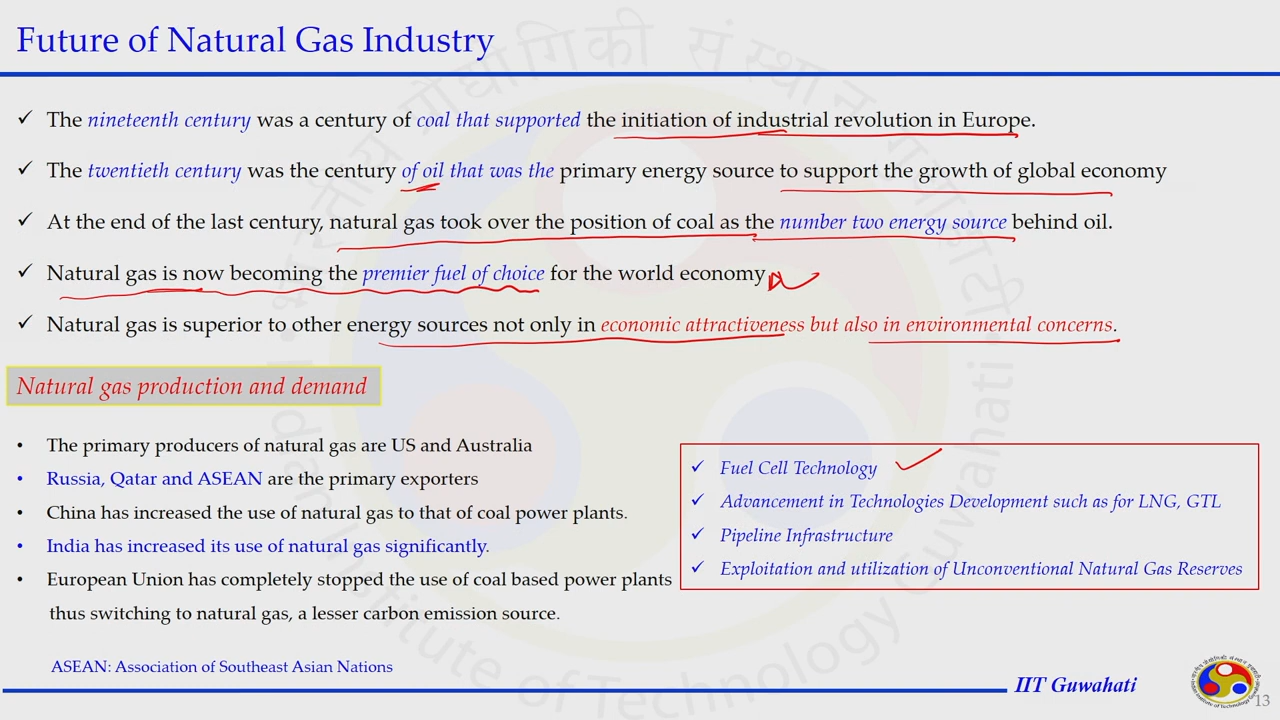 Future of Natural Gas Industry
✓ The nineteenth century was a century of coal that supported the initiation of industrial revolution in Europe.
✓ The twentieth century was the century of oil that was the primary energy source to support the growth of global economy
✓ At the end of the last century, natural gas took over the position of coal as the number two energy source behind oil.
✓ Natural gas is now becoming the premier fuel of choice for the world economy
✓ Natural gas is superior to other energy sources not only in economic attractiveness but also in environmental concerns.
Natural gas production and demand
• The primary producers of natural gas are US and Australia
• Russia, Qatar and ASEAN are the primary exporters
• China has increased the use of natural gas to that of coal power plants.
• India has increased its use of natural gas significantly.
• European Union has completely stopped the use of coal based power plants
thus switching to natural gas, a lesser carbon emission source.
✓ Fuel Cell Technology
✓ Advancement in Technologies Development such as for LNG, GTL
✓ Pipeline Infrastructure
✓ Exploitation and utilization of Unconventional Natural Gas Reserves
ASEAN: Association of Southeast Asian Nations
IIT Guwahati
13
Institute of Technology Guwahati